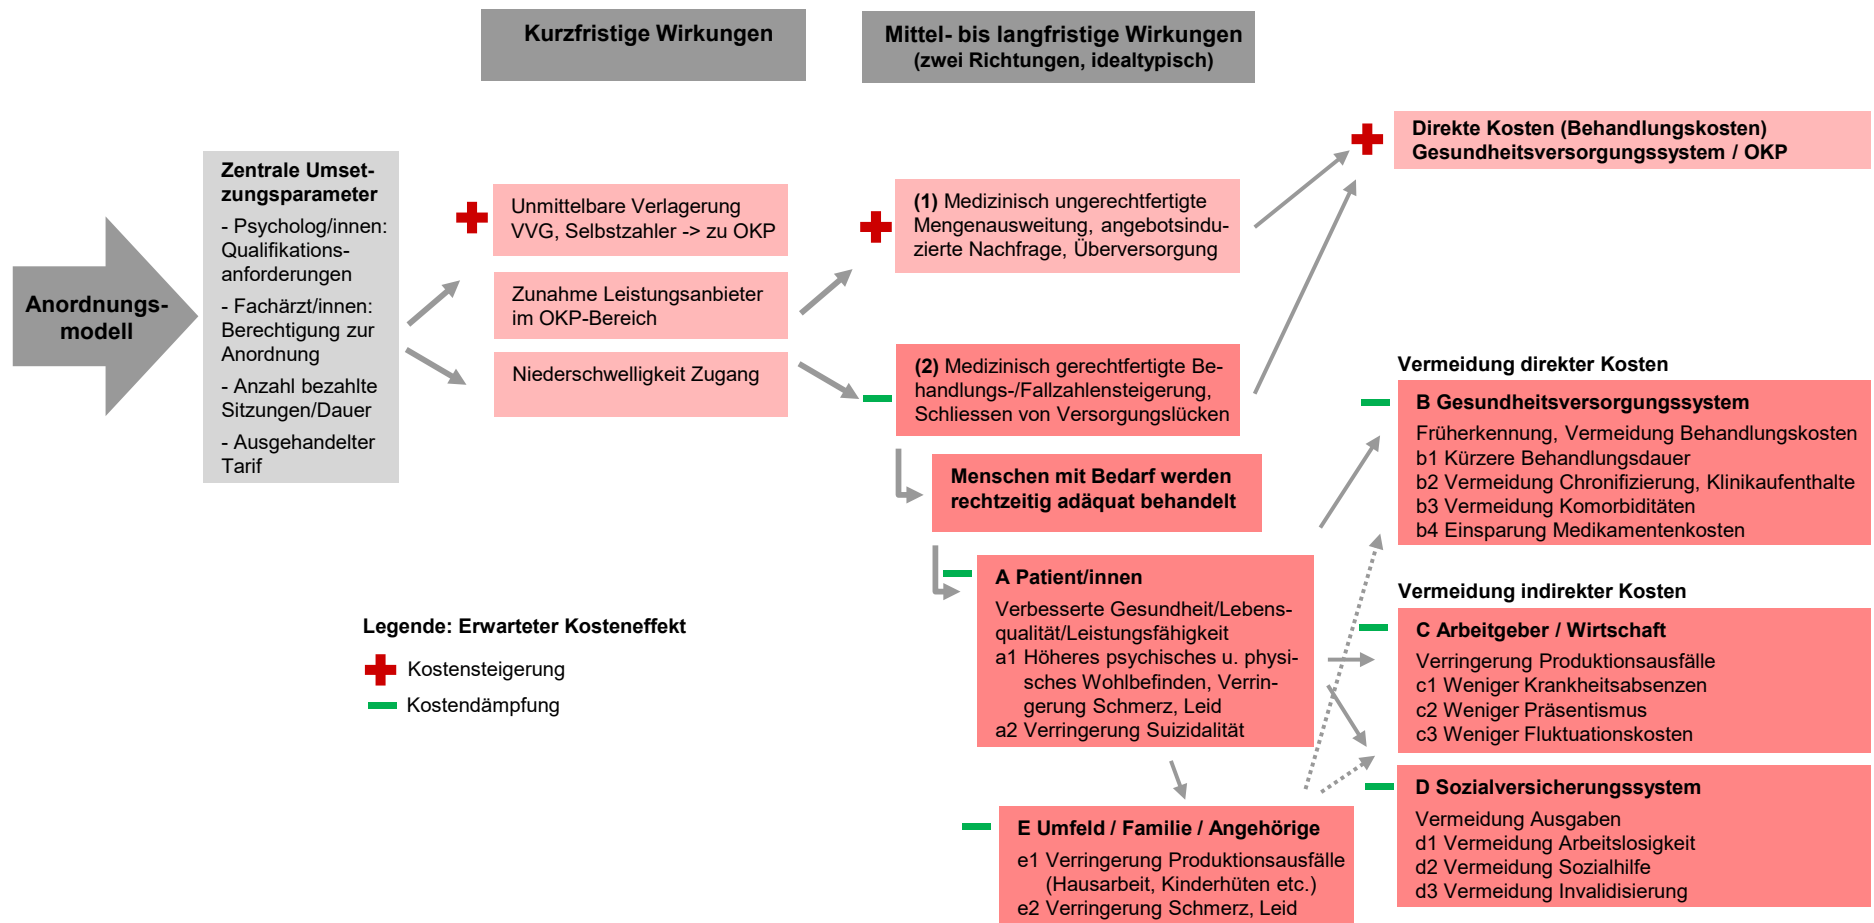 Kurzfristige Wirkungen
Mittel- bis langfristige Wirkungen
(zwei Richtungen, idealtypisch)
Anordnungs-
modell
Zentrale Umset-
zungsparameter
- Psycholog/innen:
Qualifikations-
anforderungen
- Fachärzt/innen:
Berechtigung zur
Anordnung
- Anzahl bezahlte
Sitzungen/Dauer
- Ausgehandelter
Tarif
Unmittelbare Verlagerung
VVG, Selbstzahler -> zu OKP
Zunahme Leistungsanbieter
im OKP-Bereich
Niederschwelligkeit Zugang
(1) Medizinisch ungerechtfertigte
Mengenausweitung, angebotsindu-
zierte Nachfrage, Überversorgung
(2) Medizinisch gerechtfertigte Be-
handlungs-/Fallzahlensteigerung,
Schliessen von Versorgungslücken
Menschen mit Bedarf werden
rechtzeitig adäquat behandelt
A Patient/innen
Verbesserte Gesundheit/Lebens-
qualität/Leistungsfähigkeit
a1 Höheres psychisches u. physi-
sches Wohlbefinden, Verrin-
gerung Schmerz, Leid
a2 Verringerung Suizidalität
E Umfeld / Familie / Angehörige
e1 Verringerung Produktionsausfälle
(Hausarbeit, Kinderhüten etc.)
e2 Verringerung Schmerz, Leid
Direkte Kosten (Behandlungskosten)
Gesundheitsversorgungssystem / OKP
Vermeidung direkter Kosten
B Gesundheitsversorgungssystem
Früherkennung, Vermeidung Behandlungskosten
b1 Kürzere Behandlungsdauer
b2 Vermeidung Chronifizierung, Klinikaufenthalte
b3 Vermeidung Komorbiditäten
b4 Einsparung Medikamentenkosten
Vermeidung indirekter Kosten
C Arbeitgeber / Wirtschaft
Verringerung Produktionsausfälle
c1 Weniger Krankheitsabsenzen
c2 Weniger Präsentismus
c3 Weniger Fluktuationskosten
D Sozialversicherungssystem
Vermeidung Ausgaben
d1 Vermeidung Arbeitslosigkeit
d2 Vermeidung Sozialhilfe
d3 Vermeidung Invalidisierung
Legende: Erwarteter Kosteneffekt
Kostensteigerung
Kostendämpfung